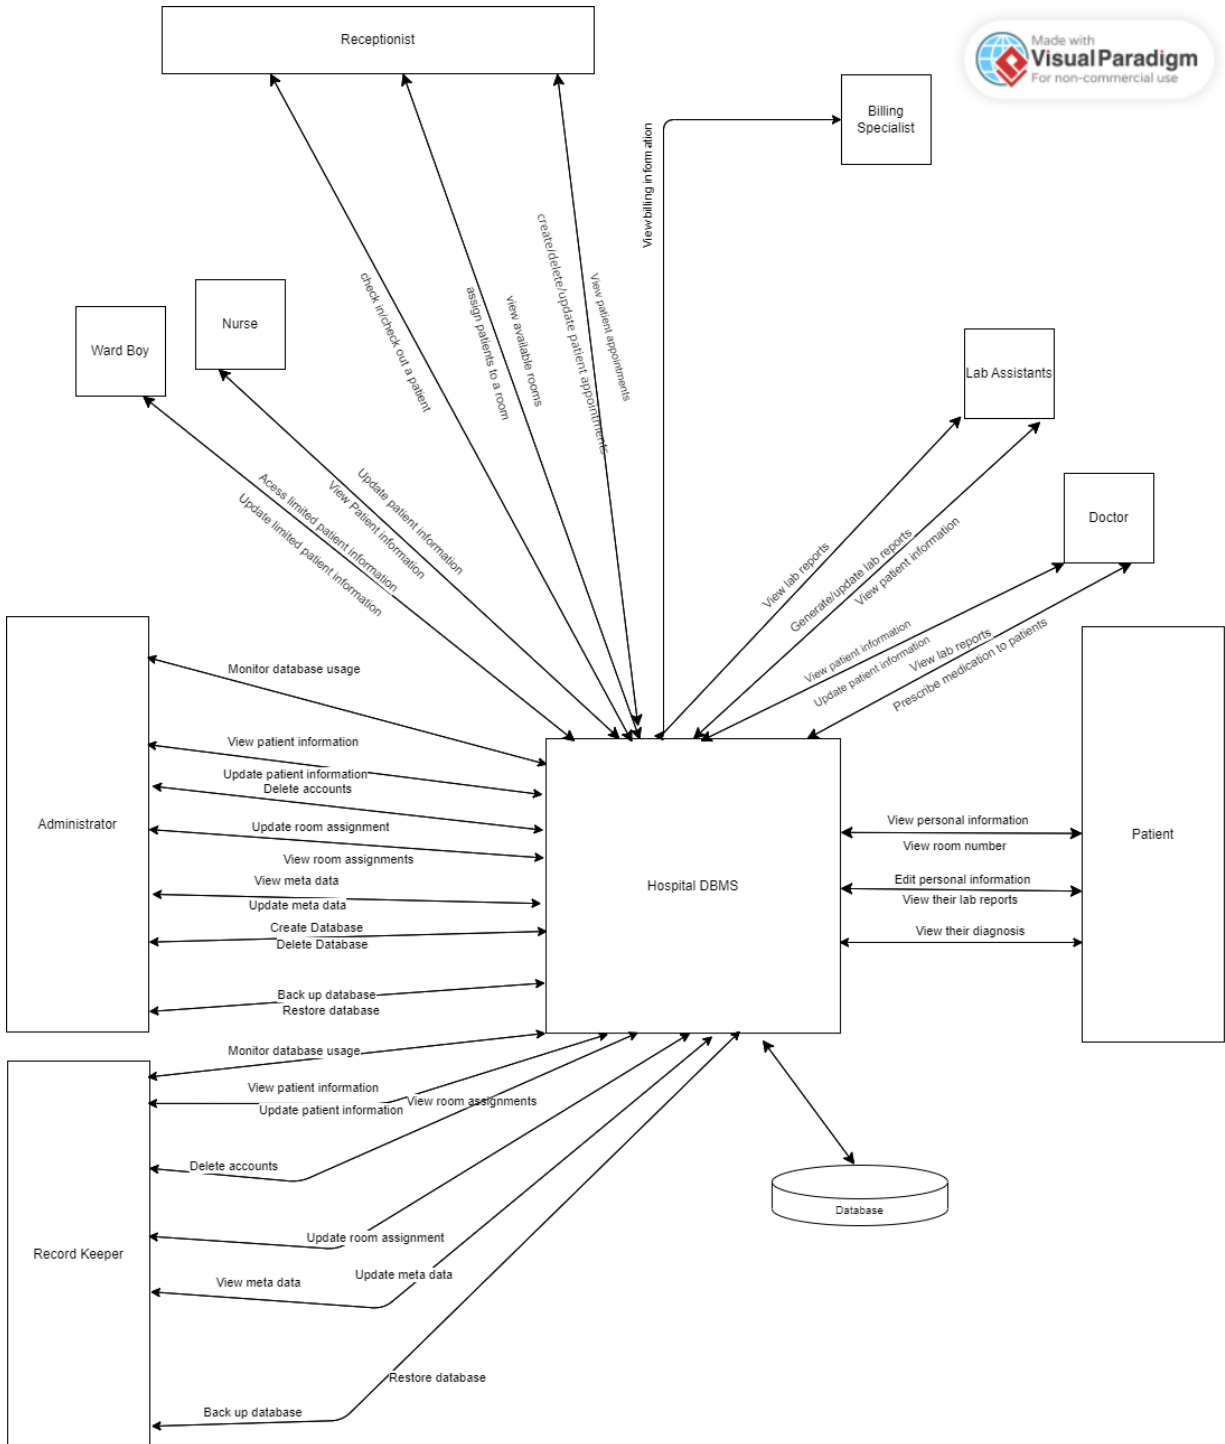 Receptionist
Made with
Visual Paradigm
For non-commercial use
Billing
Specialist
View billing information
check in/check out a patient
assign patients to a room
view available rooms
create/delete/update patient appointments
View patient appointments
Nurse
Ward Boy
Lab Assistants
Doctor
Update patient information
View Patient information
Acess limited patient information
Update limited patient information
View lab reports
Generate/update lab reports
View patient information
View patient information
Update patient information
View lab reports
Prescribe medication to patients
Administrator
Monitor database usage
View patient information
Update patient information
Delete accounts
Update room assignment
View room assignments
View meta data
Update meta data
Create Database
Delete Database
Back up database
Restore database
Hospital DBMS
View personal information
View room number
Edit personal information
View their lab reports
View their diagnosis
Patient
Record Keeper
Monitor database usage
View patient information
Update patient information
View room assignments
Delete accounts
Update room assignment
View meta data
Update meta data
Restore database
Back up database
Database